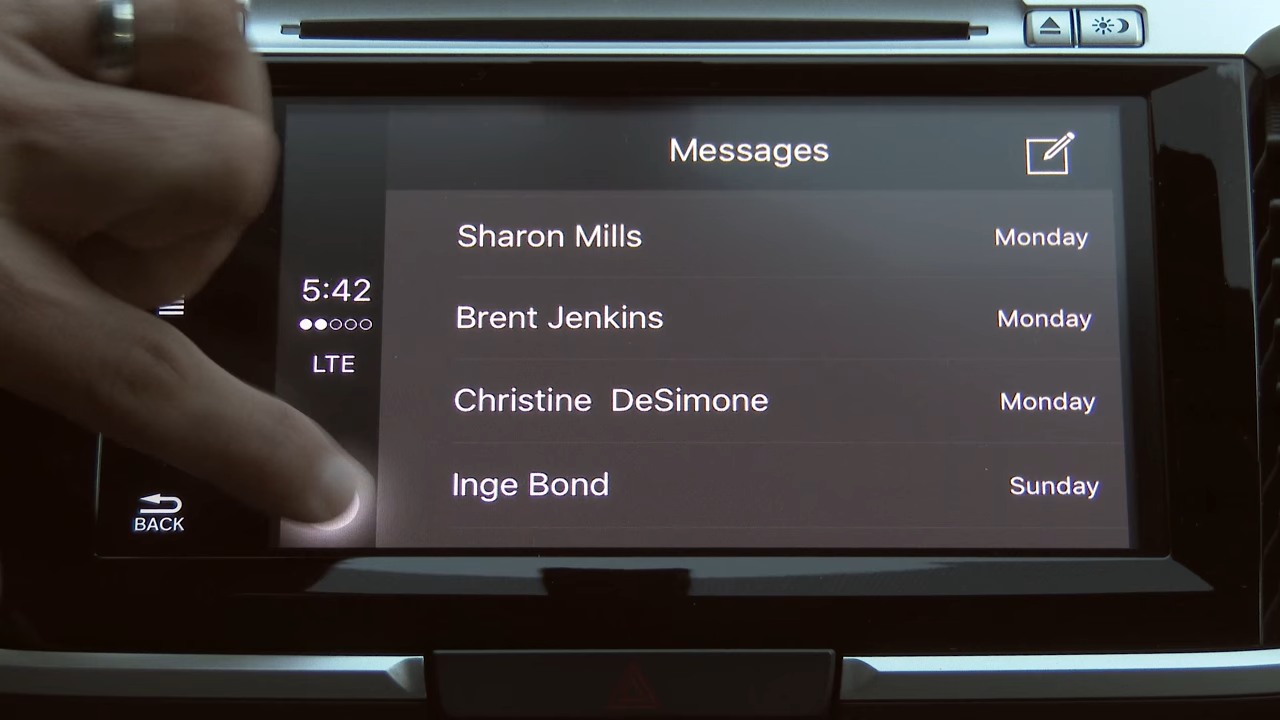 Messages
Sharon Mills Monday
5:42
Brent Jenkins Monday
LTE
Christine DeSimone Monday
Inge Bond Sunday
BACK